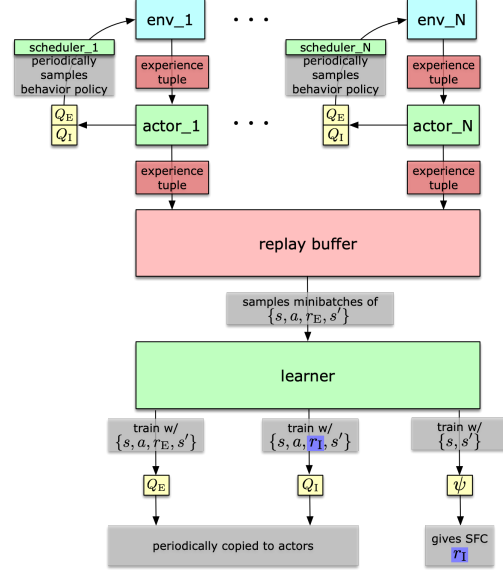 env_1
env_N
scheduler_1
periodically
samples
behavior policy
experience
tuple
scheduler_N
periodically
samples
behavior policy
experience
tuple
Q_E
Q_I
actor_1
Q_E
Q_I
actor_N
experience
tuple
experience
tuple
replay buffer
samples minibatches of
{s, a, r_E, s′}
learner
train w/
{s, a, r_E, s′}
train w/
{s, a, r_I, s′}
train w/
{s, s′}
Q_E
Q_I
ψ
periodically copied to actors
gives SFC
r_I